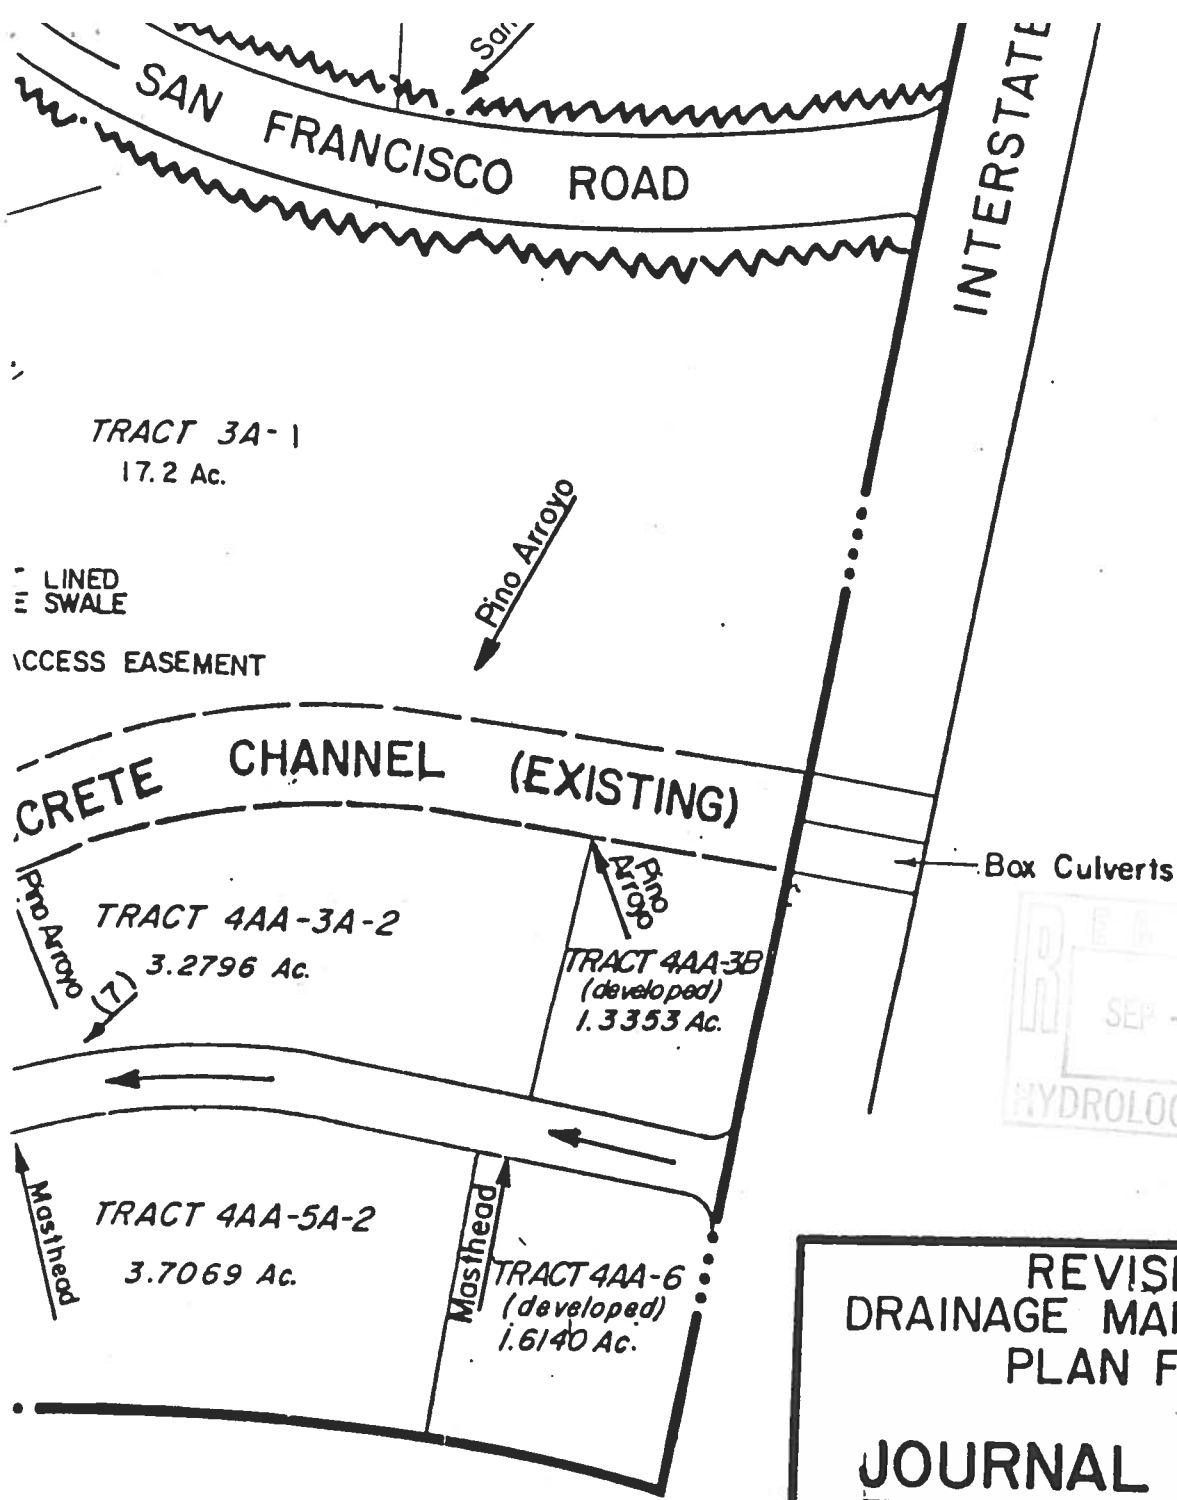 San
INTERSTATE
SAN FRANCISCO ROAD
TRACT 3A-1
17.2 Ac.
Pino Arroyo
LINED
E SWALE
ACCESS EASEMENT
CRETE CHANNEL (EXISTING)
Box Culverts
Pino Arroyo
TRACT 4AA-3A-2
3.2796 Ac.
(7)
Pino
Arroyo
TRACT 4AA-3B
(developed)
1.3353 Ac.
SEP -
HYDROLOG
Masthead
TRACT 4AA-5A-2
3.7069 Ac.
Masthead
TRACT 4AA-6
(developed)
1.6140 Ac.
REVIS
DRAINAGE MA
PLAN F
JOURNAL